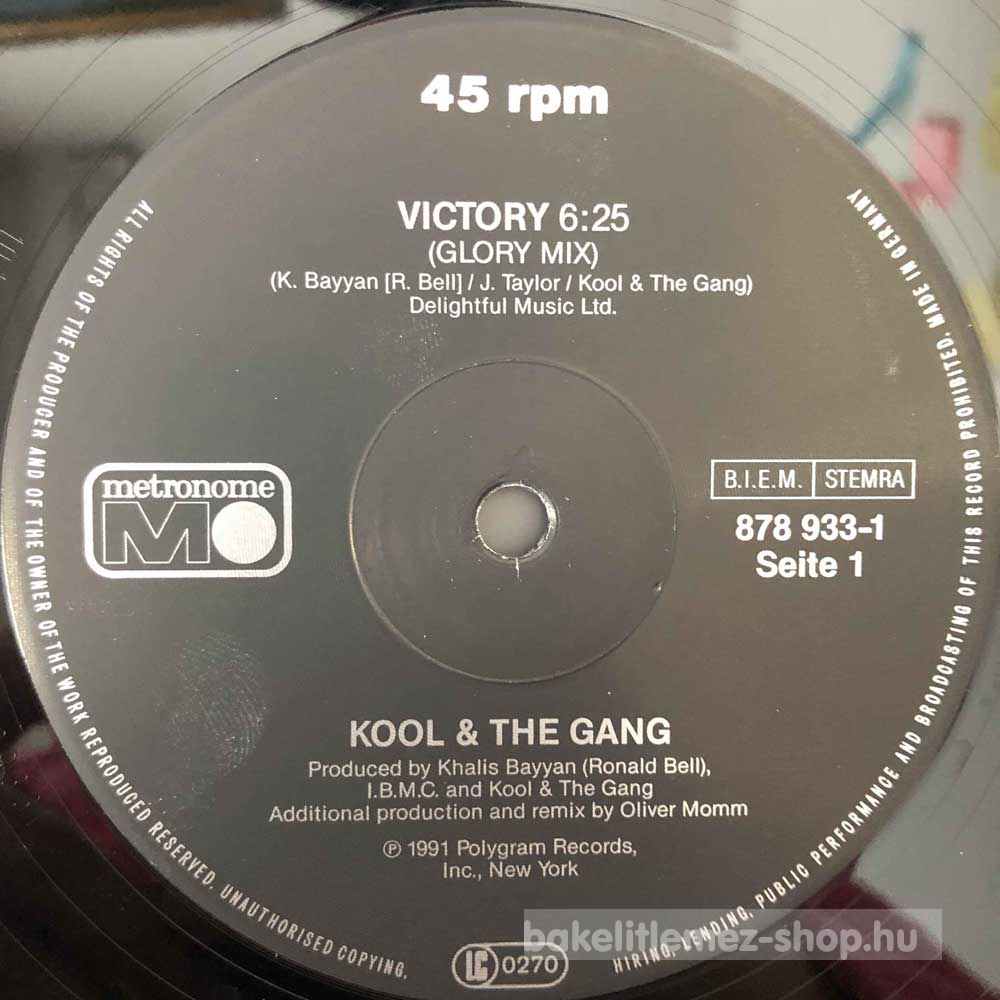 45 rpm
VICTORY 6:25
(GLORY MIX)
(K. Bayyan [R. Bell] / J. Taylor / Kool & The Gang)
Delightful Music Ltd.
metronome
M
B.I.E.M. STEMRA
878 933-1
Seite 1
KOOL & THE GANG
Produced by Khalis Bayyan (Ronald Bell),
I.B.M.C. and Kool & The Gang
Additional production and remix by Oliver Momm
℗ 1991 Polygram Records,
Inc., New York
LC 0270
ALL RIGHTS OF THE PRODUCER AND OF THE OWNER OF THE WORK REPRODUCED RESERVED. UNAUTHORISED COPYING, HIRING, LENDING, PUBLIC PERFORMANCE AND BROADCASTING OF THIS RECORD PROHIBITED. MADE IN GERMANY
bakelitlemez-shop.hu